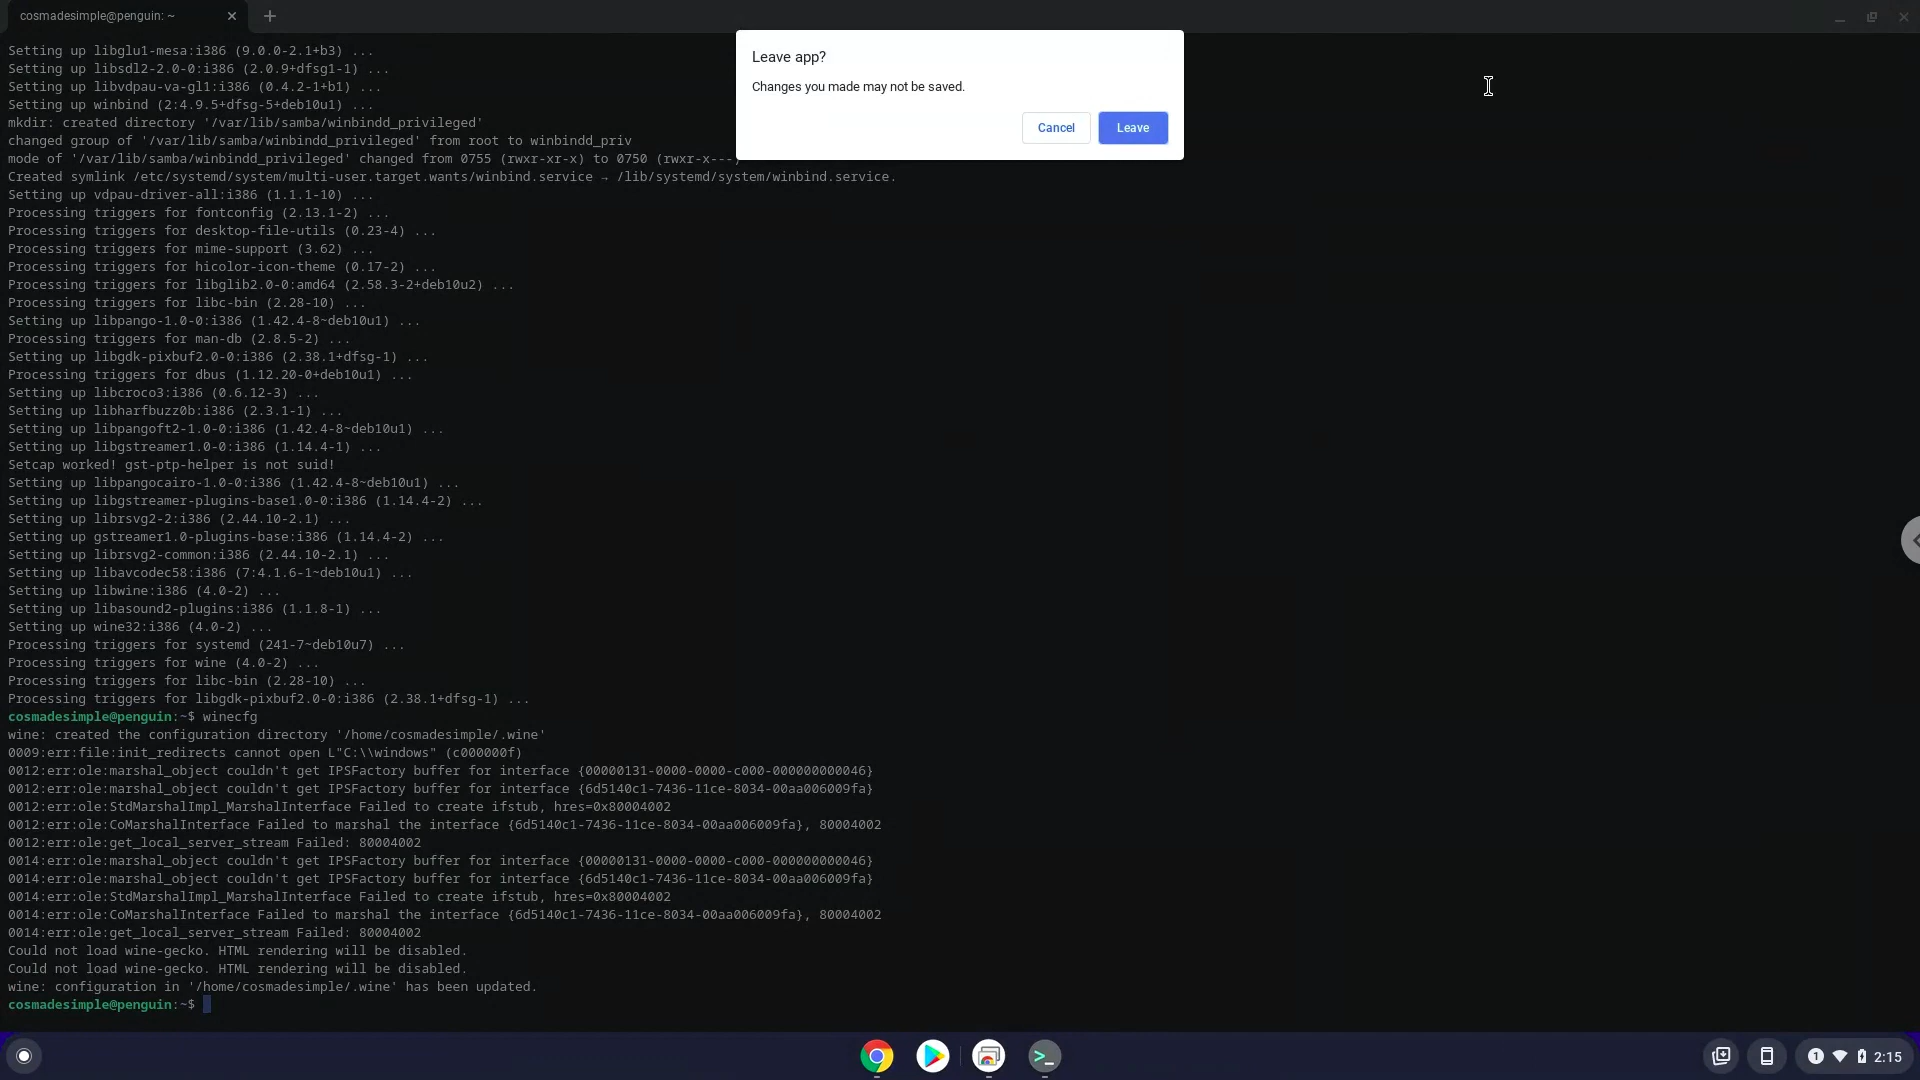 cosmadesimple@penguin: ~
Leave app?
Changes you made may not be saved.
Cancel
Leave
Setting up libglu1-mesa:i386 (9.0.0-2.1+b3) ...
Setting up libsdl2-2.0-0:i386 (2.0.9+dfsg1-1) ...
Setting up libvdpau-va-gl1:i386 (0.4.2-1+b1) ...
Setting up winbind (2:4.9.5+dfsg-5+deb10u1) ...
mkdir: created directory '/var/lib/samba/winbindd_privileged'
changed group of '/var/lib/samba/winbindd_privileged' from root to winbindd_priv
mode of '/var/lib/samba/winbindd_privileged' changed from 0755 (rwxr-xr-x) to 0750 (rwxr-x---)
Created symlink /etc/systemd/system/multi-user.target.wants/winbind.service → /lib/systemd/system/winbind.service.
Setting up vdpau-driver-all:i386 (1.1.1-10) ...
Processing triggers for fontconfig (2.13.1-2) ...
Processing triggers for desktop-file-utils (0.23-4) ...
Processing triggers for mime-support (3.62) ...
Processing triggers for hicolor-icon-theme (0.17-2) ...
Processing triggers for libglib2.0-0:amd64 (2.58.3-2+deb10u2) ...
Processing triggers for libc-bin (2.28-10) ...
Setting up libpango-1.0-0:i386 (1.42.4-8~deb10u1) ...
Processing triggers for man-db (2.8.5-2) ...
Setting up libgdk-pixbuf2.0-0:i386 (2.38.1+dfsg-1) ...
Processing triggers for dbus (1.12.20-0+deb10u1) ...
Setting up libcroco3:i386 (0.6.12-3) ...
Setting up libharfbuzz0b:i386 (2.3.1-1) ...
Setting up libpangoft2-1.0-0:i386 (1.42.4-8~deb10u1) ...
Setting up libgstreamer1.0-0:i386 (1.14.4-1) ...
Setcap worked! gst-ptp-helper is not suid!
Setting up libpangocairo-1.0-0:i386 (1.42.4-8~deb10u1) ...
Setting up libgstreamer-plugins-base1.0-0:i386 (1.14.4-2) ...
Setting up librsvg2-2:i386 (2.44.10-2.1) ...
Setting up gstreamer1.0-plugins-base:i386 (1.14.4-2) ...
Setting up librsvg2-common:i386 (2.44.10-2.1) ...
Setting up libavcodec58:i386 (7:4.1.6-1~deb10u1) ...
Setting up libwine:i386 (4.0-2) ...
Setting up libasound2-plugins:i386 (1.1.8-1) ...
Setting up wine32:i386 (4.0-2) ...
Processing triggers for systemd (241-7~deb10u7) ...
Processing triggers for wine (4.0-2) ...
Processing triggers for libc-bin (2.28-10) ...
Processing triggers for libgdk-pixbuf2.0-0:i386 (2.38.1+dfsg-1) ...
cosmadesimple@penguin:~$ winecfg
wine: created the configuration directory '/home/cosmadesimple/.wine'
0009:err:file:init_redirects cannot open L"C:\\windows" (c000000f)
0012:err:ole:marshal_object couldn't get IPSFactory buffer for interface {00000131-0000-0000-c000-000000000046}
0012:err:ole:marshal_object couldn't get IPSFactory buffer for interface {6d5140c1-7436-11ce-8034-00aa006009fa}
0012:err:ole:StdMarshalImpl_MarshalInterface Failed to create ifstub, hres=0x80004002
0012:err:ole:CoMarshalInterface Failed to marshal the interface {6d5140c1-7436-11ce-8034-00aa006009fa}, 80004002
0012:err:ole:get_local_server_stream Failed: 80004002
0014:err:ole:marshal_object couldn't get IPSFactory buffer for interface {00000131-0000-0000-c000-000000000046}
0014:err:ole:marshal_object couldn't get IPSFactory buffer for interface {6d5140c1-7436-11ce-8034-00aa006009fa}
0014:err:ole:StdMarshalImpl_MarshalInterface Failed to create ifstub, hres=0x80004002
0014:err:ole:CoMarshalInterface Failed to marshal the interface {6d5140c1-7436-11ce-8034-00aa006009fa}, 80004002
0014:err:ole:get_local_server_stream Failed: 80004002
Could not load wine-gecko. HTML rendering will be disabled.
Could not load wine-gecko. HTML rendering will be disabled.
wine: configuration in '/home/cosmadesimple/.wine' has been updated.
cosmadesimple@penguin:~$
1
2:15